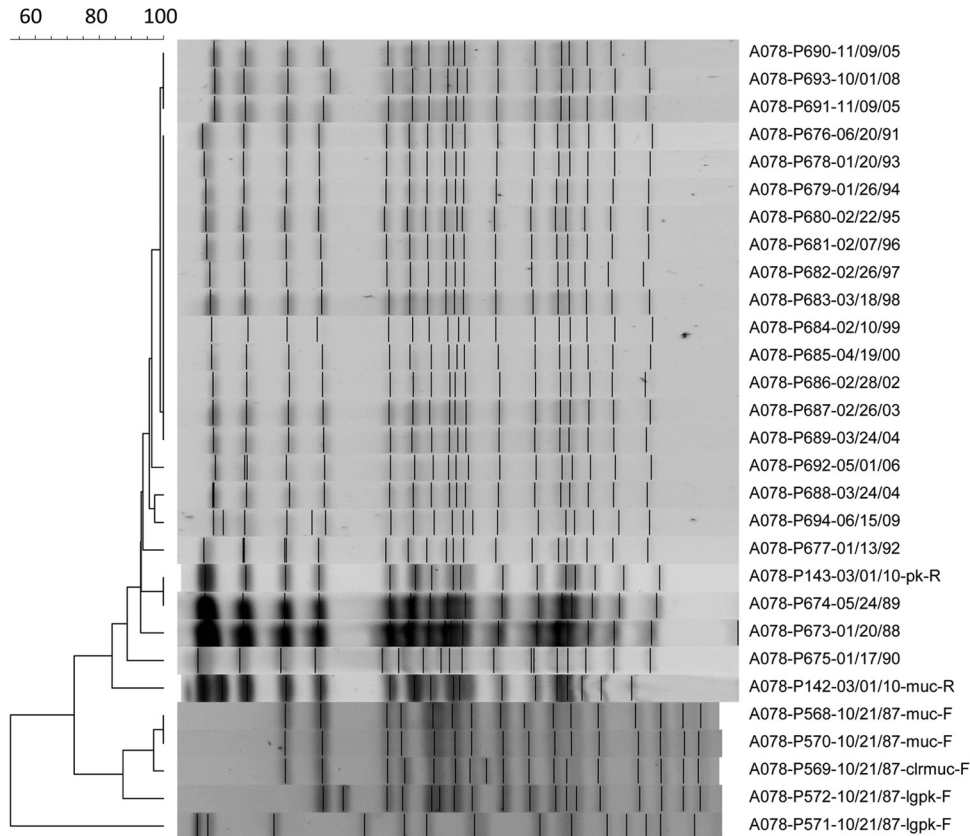 60 80 100
A078-P690-11/09/05
A078-P693-10/01/08
A078-P691-11/09/05
A078-P676-06/20/91
A078-P678-01/20/93
A078-P679-01/26/94
A078-P680-02/22/95
A078-P681-02/07/96
A078-P682-02/26/97
A078-P683-03/18/98
A078-P684-02/10/99
A078-P685-04/19/00
A078-P686-02/28/02
A078-P687-02/26/03
A078-P689-03/24/04
A078-P692-05/01/06
A078-P688-03/24/04
A078-P694-06/15/09
A078-P677-01/13/92
A078-P143-03/01/10-pk-R
A078-P674-05/24/89
A078-P673-01/20/88
A078-P675-01/17/90
A078-P142-03/01/10-muc-R
A078-P568-10/21/87-muc-F
A078-P570-10/21/87-muc-F
A078-P569-10/21/87-clrmuc-F
A078-P572-10/21/87-lgpk-F
A078-P571-10/21/87-lgpk-F